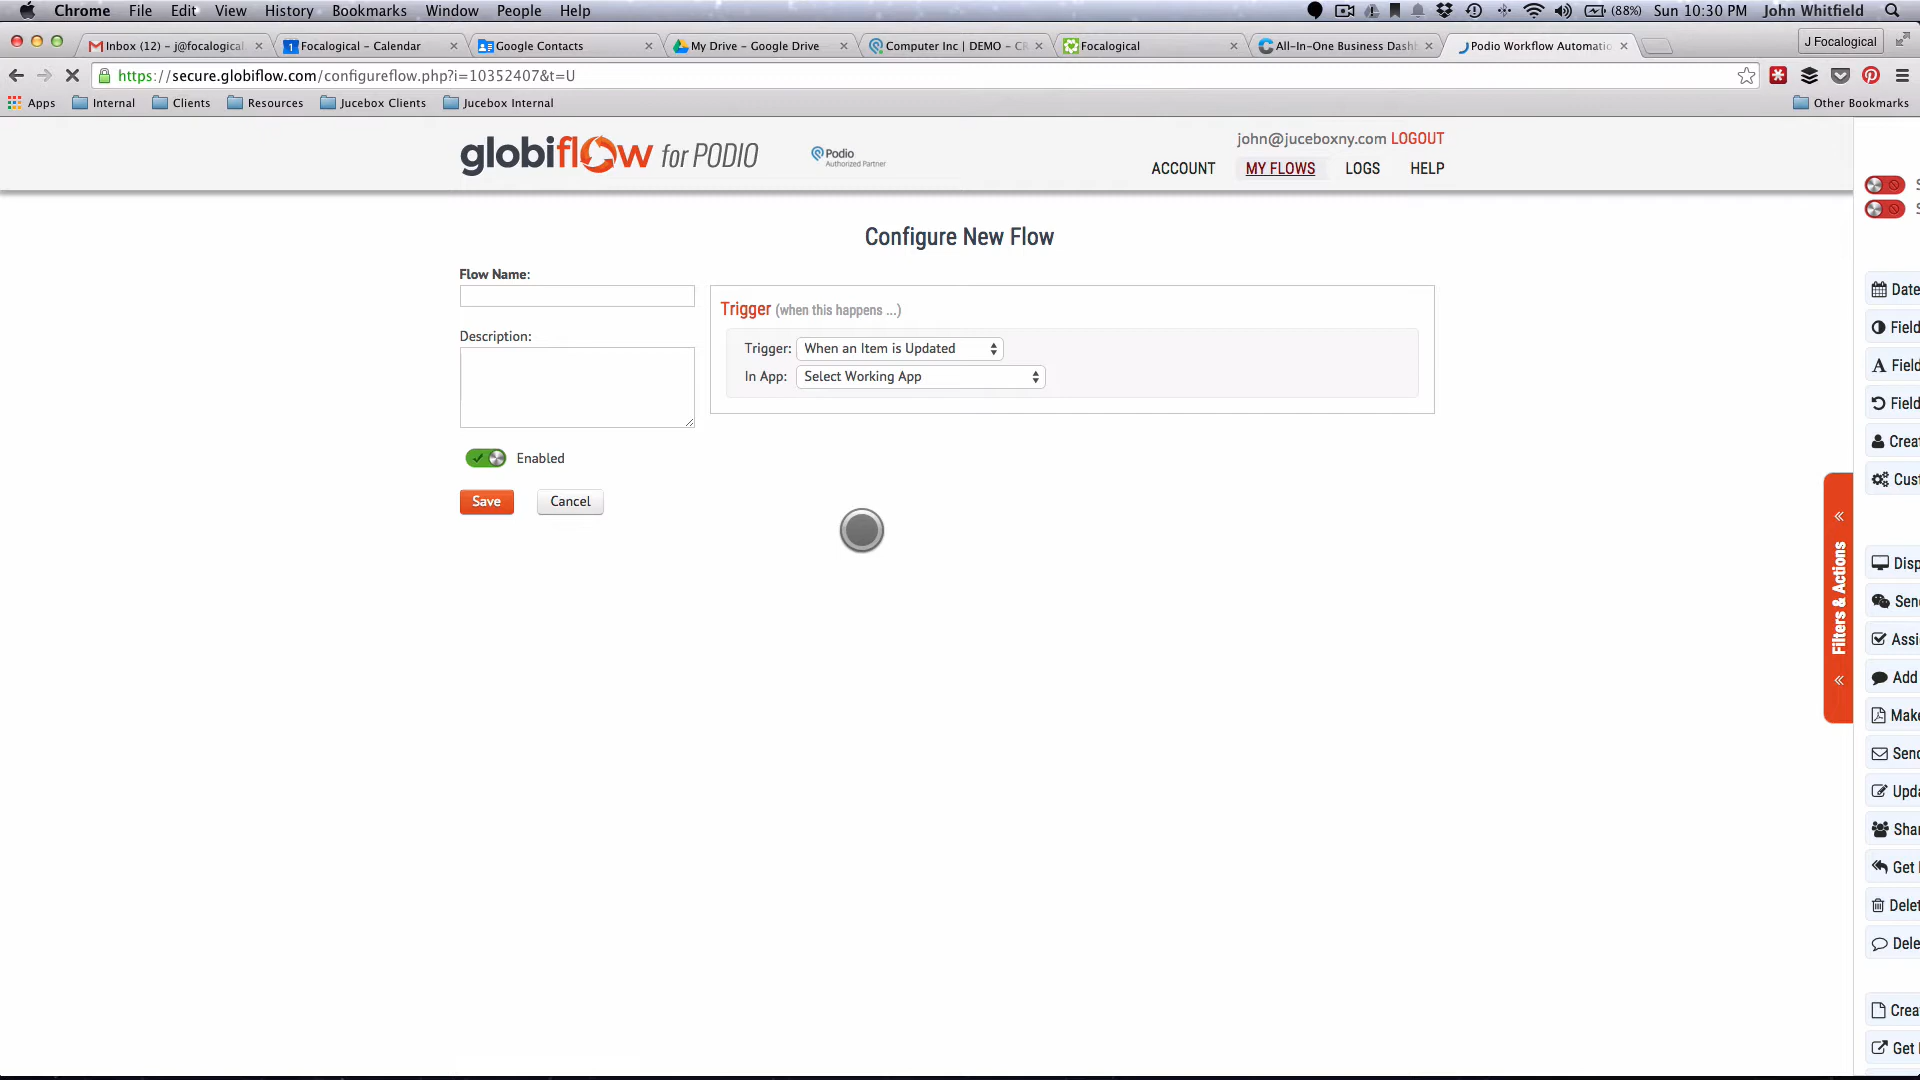 Chrome File Edit View History Bookmarks Window People Help (88%) Sun 10:30 PM John Whitfield
Inbox (12) – j@focalogical. Focalogical – Calendar Google Contacts My Drive – Google Drive Computer Inc | DEMO – CR Focalogical All-In-One Business Dash Podio Workflow Automatio J Focalogical
https://secure.globiflow.com/configureflow.php?i=10352407&t=U
Apps Internal Clients Resources Jucebox Clients Jucebox Internal Other Bookmarks
globiflow for PODIO
Podio
Authorized Partner
john@juceboxny.com LOGOUT
ACCOUNT MY FLOWS LOGS HELP
Configure New Flow
Flow Name:
Description:
Enabled
Save Cancel
Trigger (when this happens ...)
Trigger: When an Item is Updated
In App: Select Working App
Filters & Actions
S
S
Date
Field
Field
Field
Creat
Cust
Disp
Send
Assi
Add
Make
Send
Upda
Shar
Get
Delet
Dele
Creat
Get